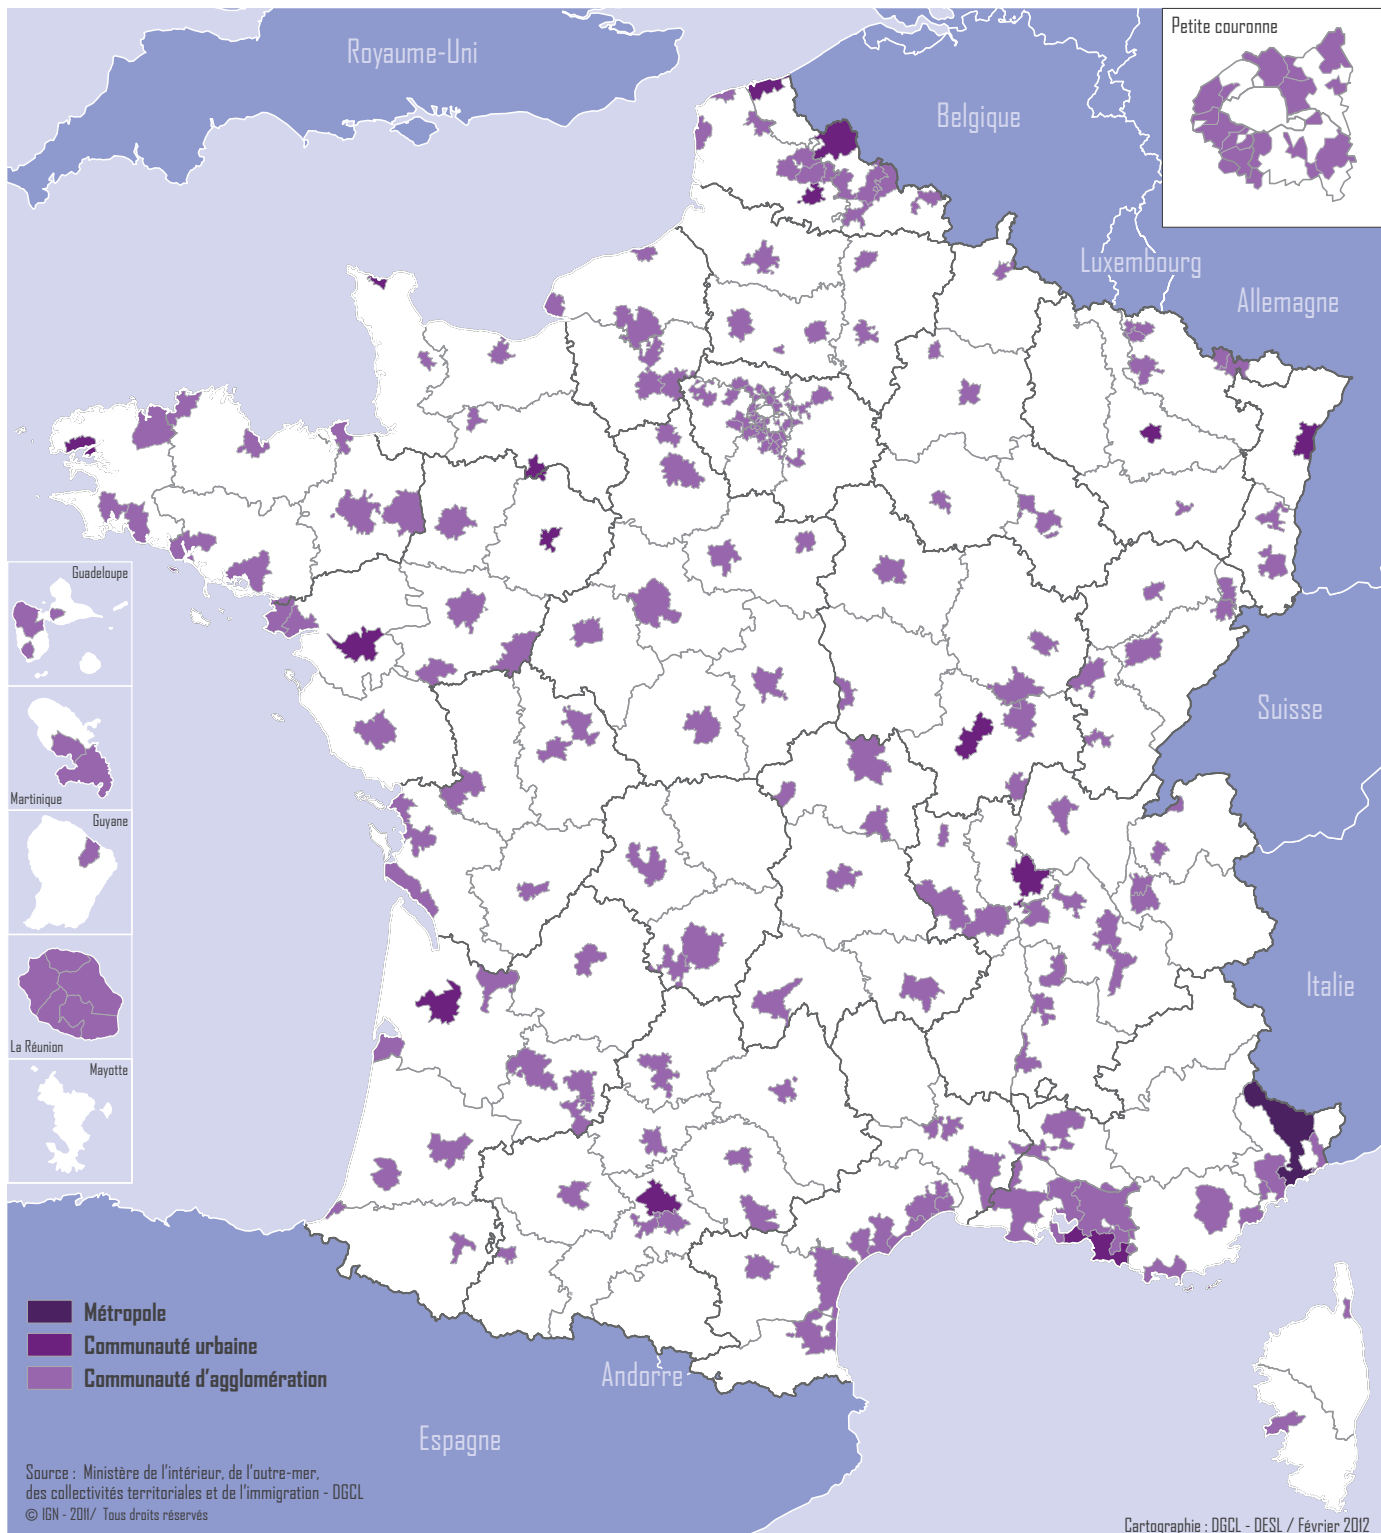 Petite couronne
Royaume-Uni
Belgique
Luxembourg
Allemagne
Guadeloupe
Martinique
Guyane
La Réunion
Mayotte
Suisse
Italie
Métropole
Communauté urbaine
Communauté d'agglomération
Andorre
Espagne
Source : Ministère de l'intérieur, de l'outre-mer,
des collectivités territoriales et de l'immigration - DGCL
© IGN - 2011/ Tous droits réservés
Cartographie : DGCL - DESL / Février 2012